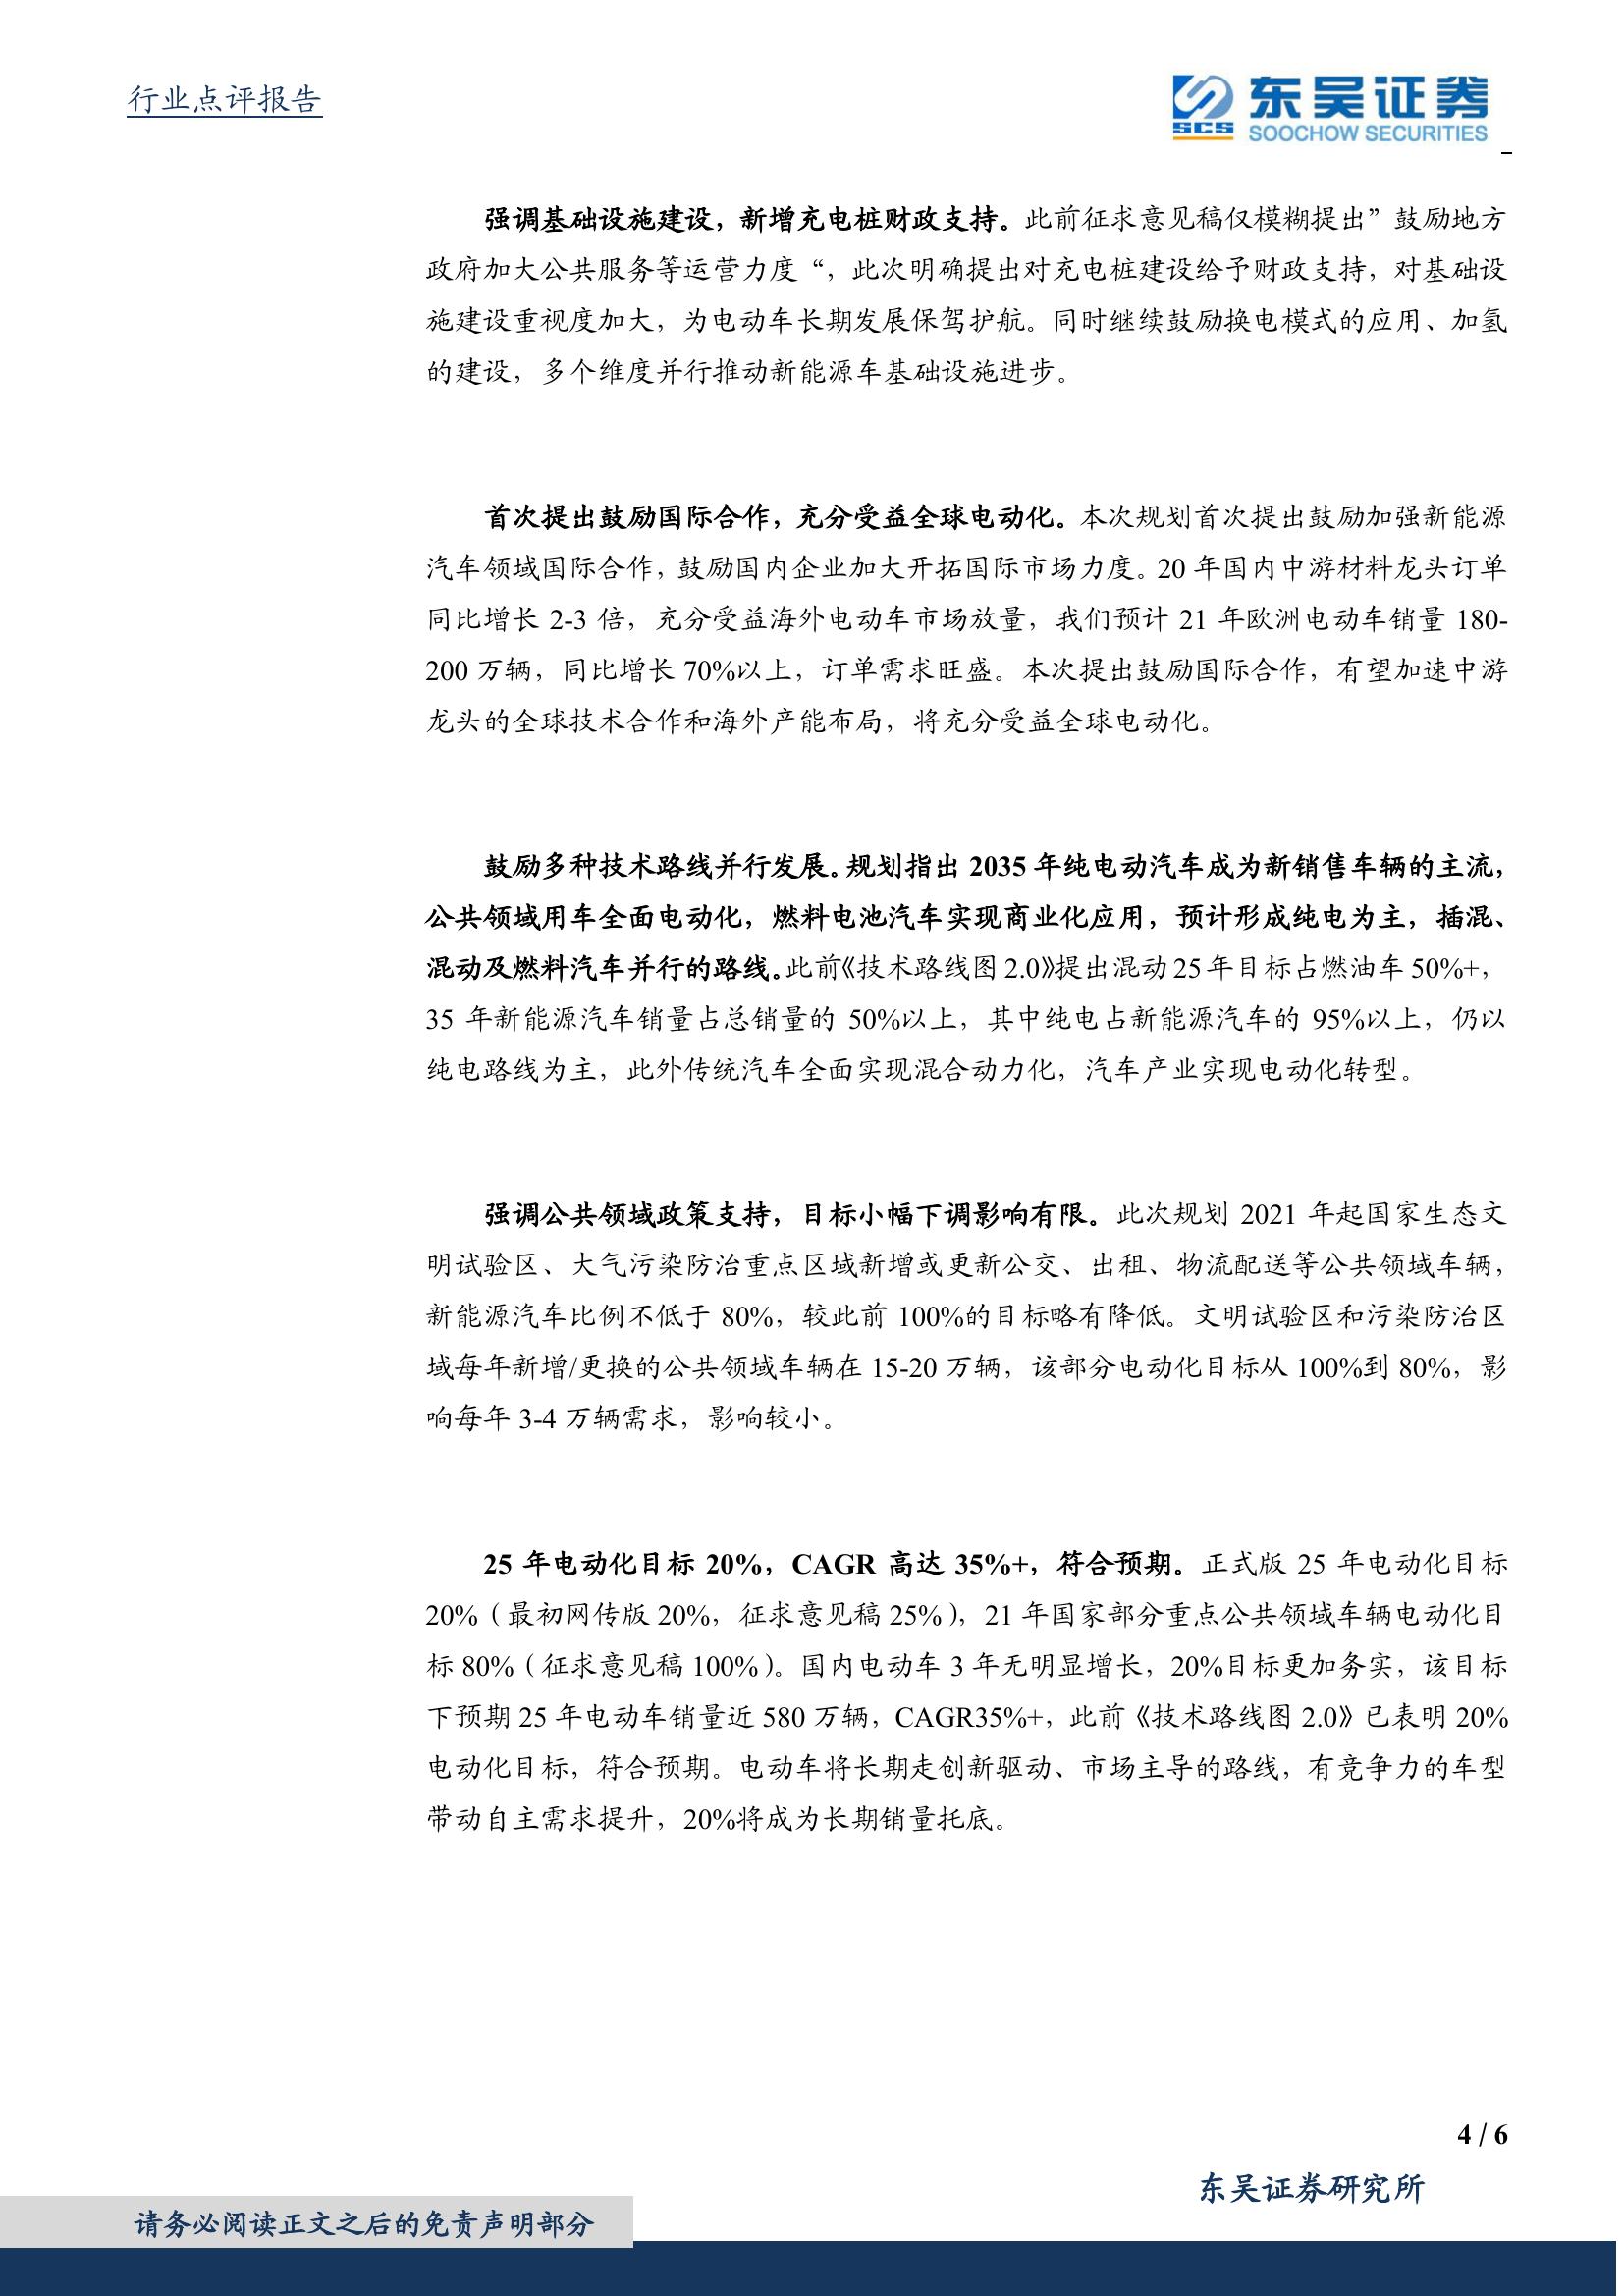 行业点评报告
SCS
东吴证券
SOOCHOW SECURITIES
强调基础设施建设，新增充电桩财政支持。此前征求意见稿仅模糊提出”鼓励地方
政府加大公共服务等运营力度“，此次明确提出对充电桩建设给予财政支持，对基础设
施建设重视度加大，为电动车长期发展保驾护航。同时继续鼓励换电模式的应用、加氢
的建设，多个维度并行推动新能源车基础设施进步。
首次提出鼓励国际合作，充分受益全球电动化。本次规划首次提出鼓励加强新能源
汽车领域国际合作，鼓励国内企业加大开拓国际市场力度。20 年国内中游材料龙头订单
同比增长 2-3 倍，充分受益海外电动车市场放量，我们预计 21 年欧洲电动车销量 180-
200 万辆，同比增长 70%以上，订单需求旺盛。本次提出鼓励国际合作，有望加速中游
龙头的全球技术合作和海外产能布局，将充分受益全球电动化。
鼓励多种技术路线并行发展。规划指出 2035 年纯电动汽车成为新销售车辆的主流，
公共领域用车全面电动化，燃料电池汽车实现商业化应用，预计形成纯电为主，插混、
混动及燃料汽车并行的路线。此前《技术路线图 2.0》提出混动 25 年目标占燃油车 50%+，
35 年新能源汽车销量占总销量的 50%以上，其中纯电占新能源汽车的 95%以上，仍以
纯电路线为主，此外传统汽车全面实现混合动力化，汽车产业实现电动化转型。
强调公共领域政策支持，目标小幅下调影响有限。此次规划 2021 年起国家生态文
明试验区、大气污染防治重点区域新增或更新公交、出租、物流配送等公共领域车辆，
新能源汽车比例不低于 80%，较此前 100%的目标略有降低。文明试验区和污染防治区
域每年新增/更换的公共领域车辆在 15-20 万辆，该部分电动化目标从 100%到 80%，影
响每年 3-4 万辆需求，影响较小。
25 年电动化目标 20%，CAGR 高达 35%+，符合预期。正式版 25 年电动化目标
20%（最初网传版 20%，征求意见稿 25%），21 年国家部分重点公共领域车辆电动化目
标 80%（征求意见稿 100%）。国内电动车 3 年无明显增长，20%目标更加务实，该目标
下预期 25 年电动车销量近 580 万辆，CAGR35%+，此前《技术路线图 2.0》已表明 20%
电动化目标，符合预期。电动车将长期走创新驱动、市场主导的路线，有竞争力的车型
带动自主需求提升，20%将成为长期销量托底。
4 / 6
东吴证券研究所
请务必阅读正文之后的免责声明部分